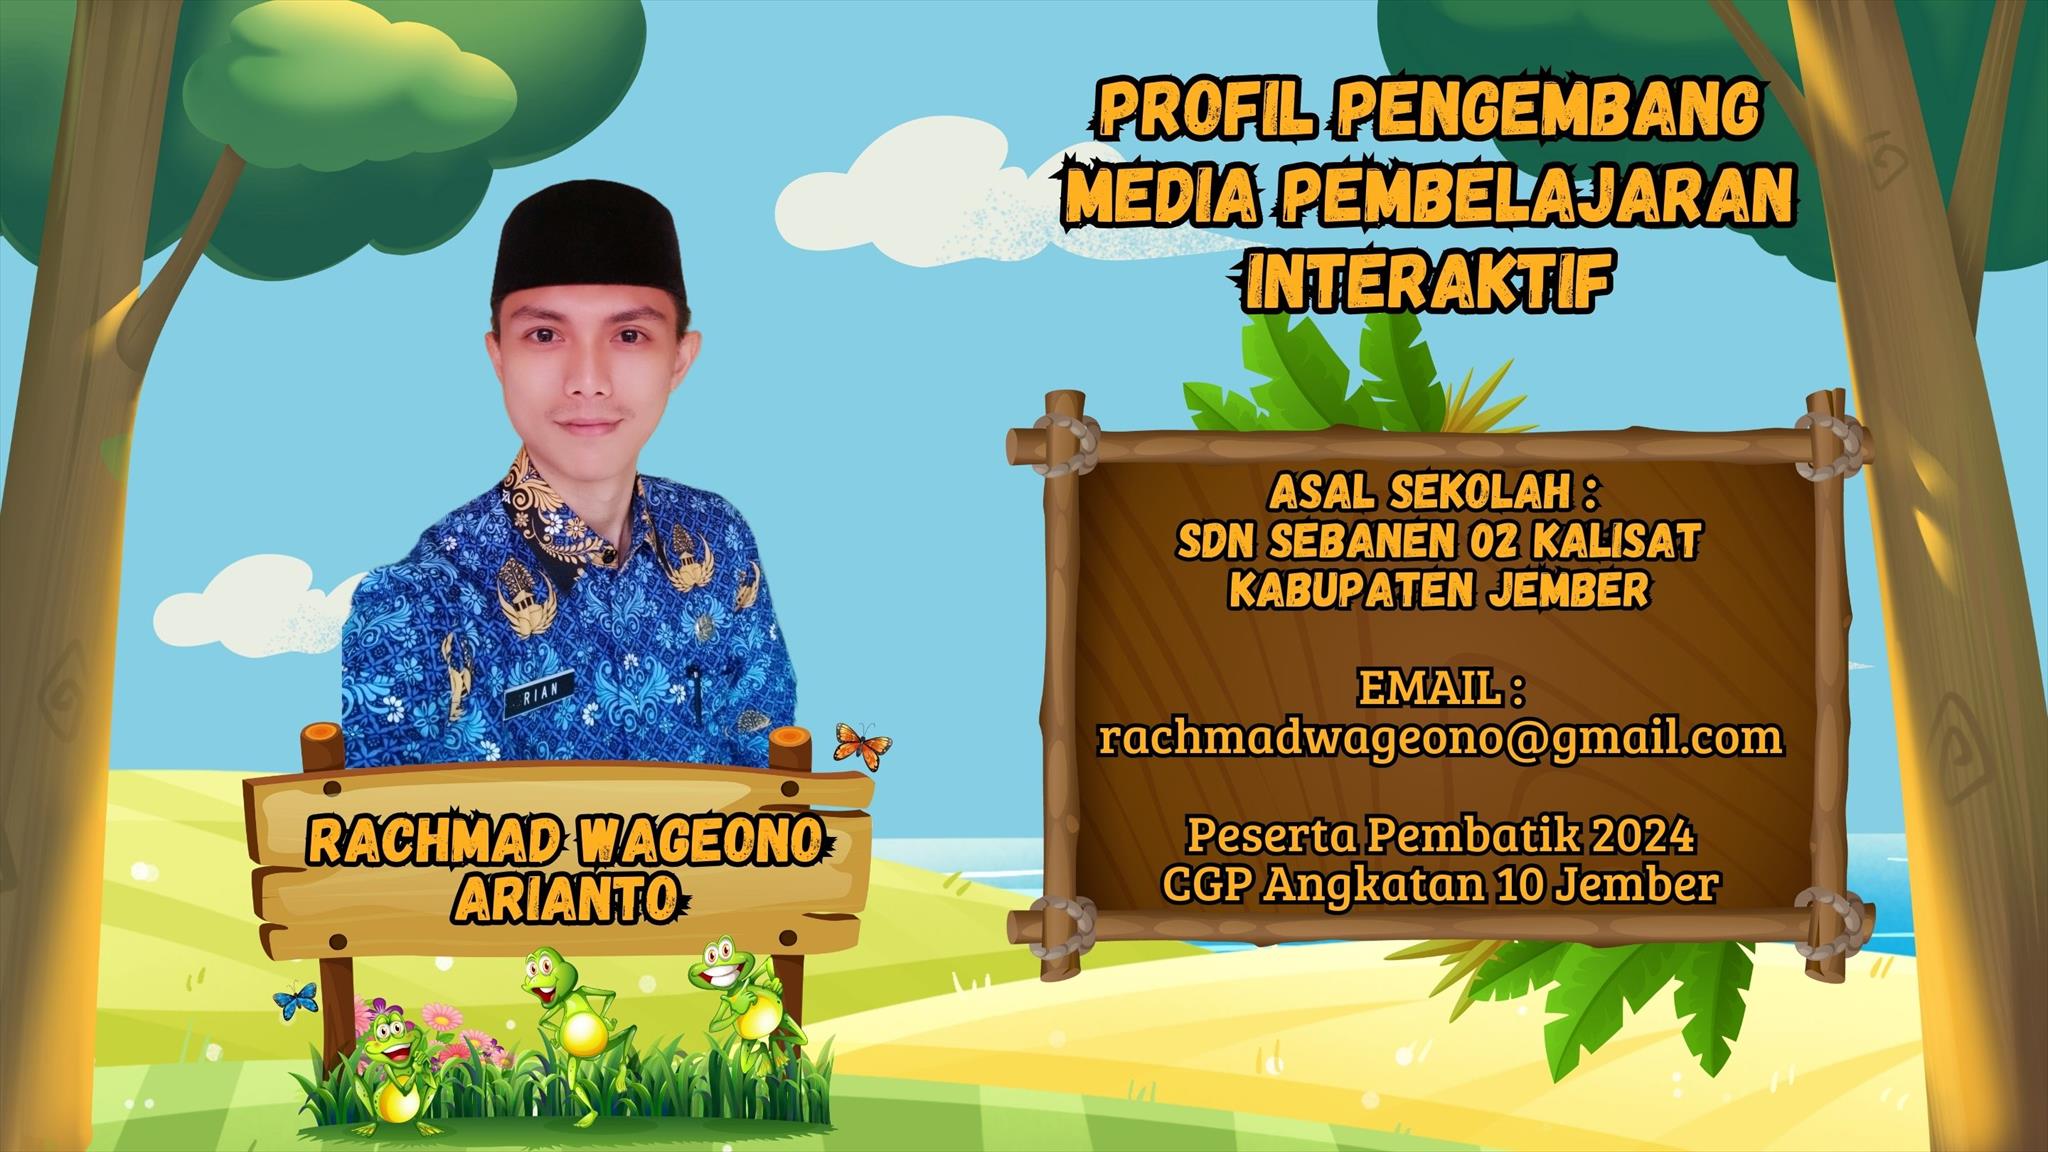 PROFIL PENGEMBANG
MEDIA PEMBELAJARAN
INTERAKTIF
RIAN
RACHMAD WAGEONO
ARIANTO
ASAL SEKOLAH :
SDN SEBANEN 02 KALISAT
KABUPATEN JEMBER
EMAIL :
rachmadwageono@gmail.com
Peserta Pembatik 2024
CGP Angkatan 10 Jember